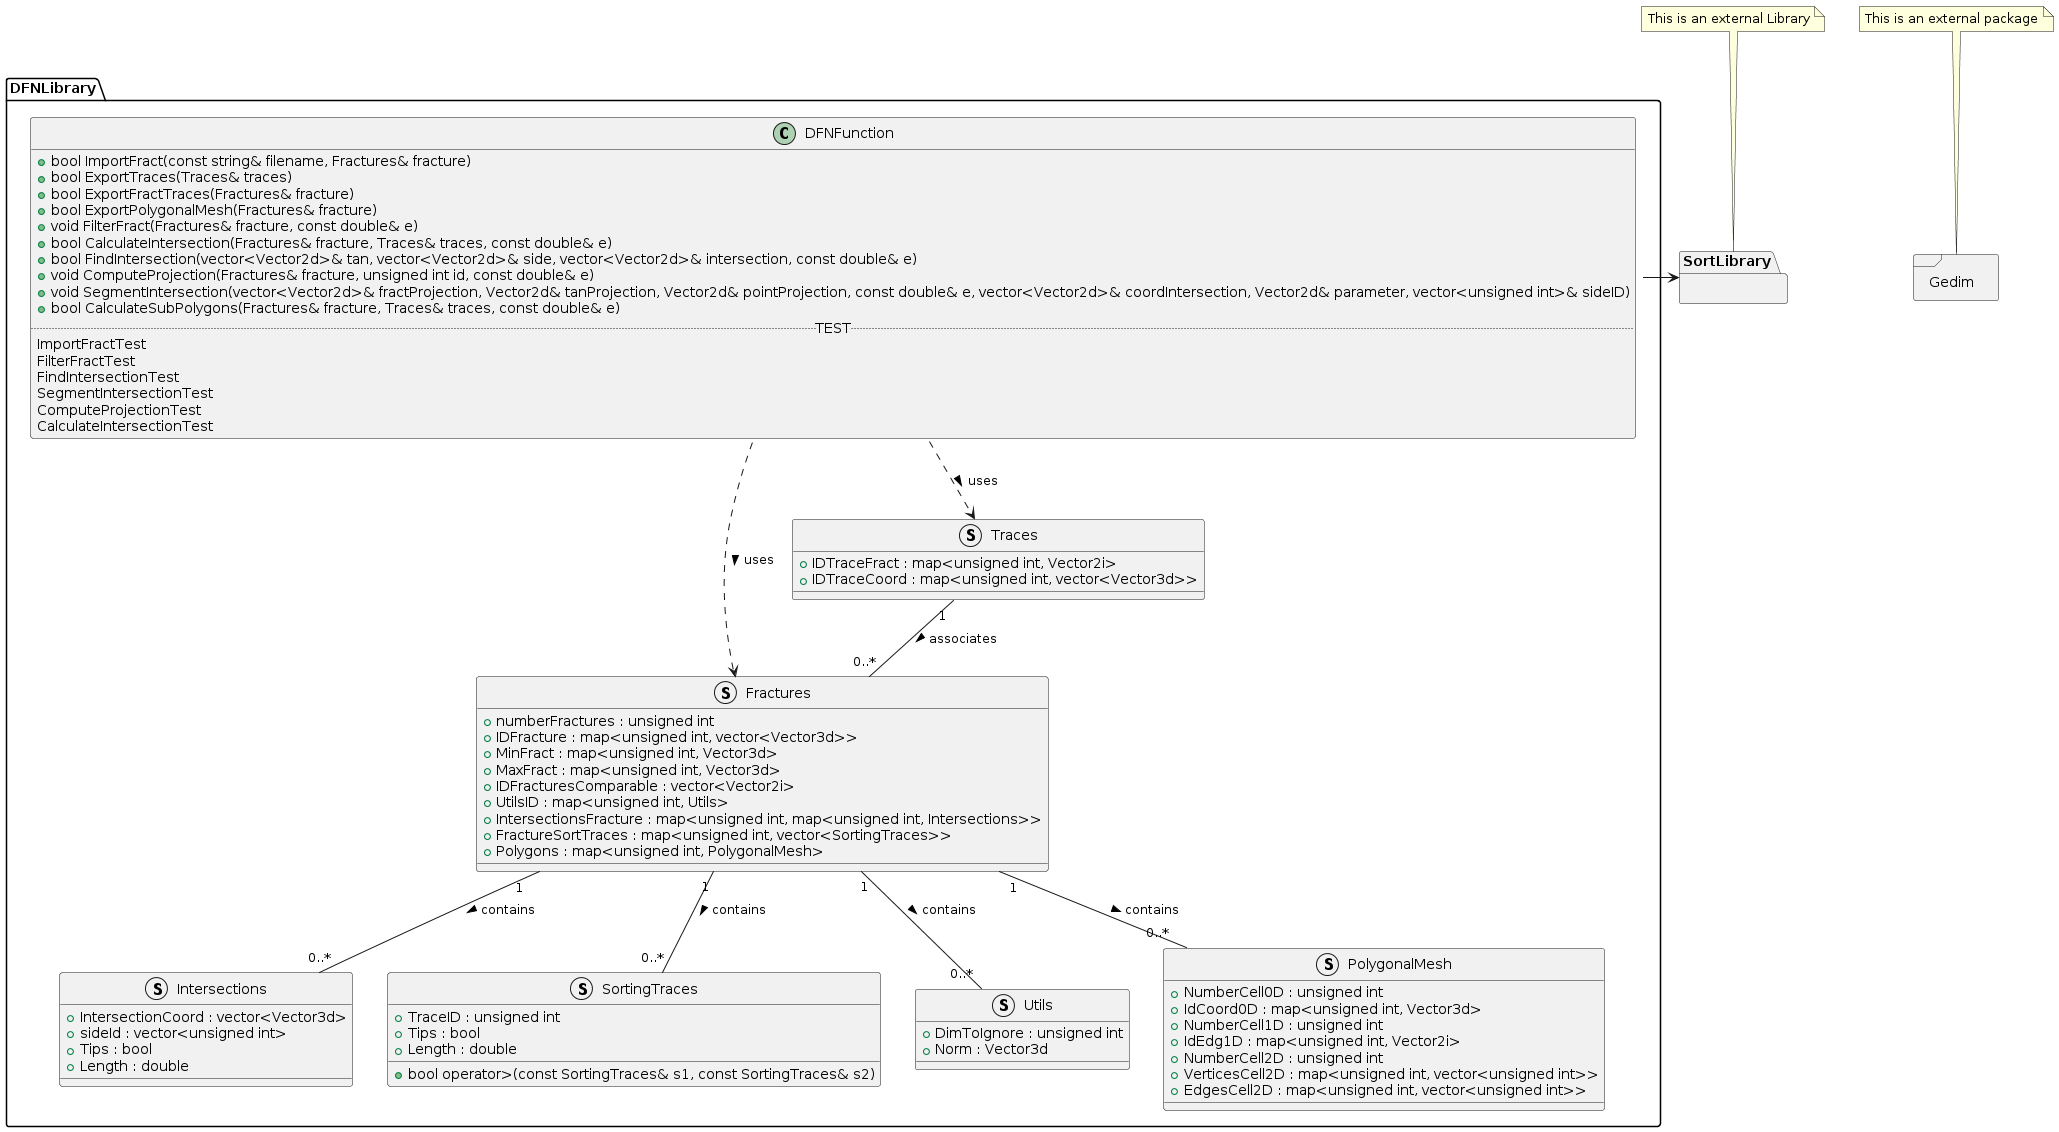 This is an external Library
This is an external package
DFNLibrary
C DFNFunction
bool ImportFract(const string& filename, Fractures& fracture)
bool ExportTraces(Traces& traces)
bool ExportFractTraces(Fractures& fracture)
bool ExportPolygonalMesh(Fractures& fracture)
void FilterFract(Fractures& fracture, const double& e)
bool CalculateIntersection(Fractures& fracture, Traces& traces, const double& e)
bool FindIntersection(vector<Vector2d>& tan, vector<Vector2d>& side, vector<Vector2d>& intersection, const double& e)
void ComputeProjection(Fractures& fracture, unsigned int id, const double& e)
void SegmentIntersection(vector<Vector2d>& fractProjection, Vector2d& tanProjection, Vector2d& pointProjection, const double& e, vector<Vector2d>& coordIntersection, Vector2d& parameter, vector<unsigned int>& sideID)
bool CalculateSubPolygons(Fractures& fracture, Traces& traces, const double& e)
TEST
ImportFractTest
FilterFractTest
FindIntersectionTest
SegmentIntersectionTest
ComputeProjectionTest
CalculateIntersectionTest
SortLibrary
Gedim
uses
S Traces
IDTraceFract : map<unsigned int, Vector2i>
IDTraceCoord : map<unsigned int, vector<Vector3d>>
uses
1
associates
0..*
S Fractures
numberFractures : unsigned int
IDFracture : map<unsigned int, vector<Vector3d>>
MinFract : map<unsigned int, Vector3d>
MaxFract : map<unsigned int, Vector3d>
IDFracturesComparable : vector<Vector2i>
UtilsID : map<unsigned int, Utils>
IntersectionsFracture : map<unsigned int, map<unsigned int, Intersections>>
FractureSortTraces : map<unsigned int, vector<SortingTraces>>
Polygons : map<unsigned int, PolygonalMesh>
1
1
1
1
contains
contains
contains
contains
0..*
0..*
0..*
0..*
S Intersections
IntersectionCoord : vector<Vector3d>
sideId : vector<unsigned int>
Tips : bool
Length : double
S SortingTraces
TraceID : unsigned int
Tips : bool
Length : double
bool operator>(const SortingTraces& s1, const SortingTraces& s2)
S Utils
DimToIgnore : unsigned int
Norm : Vector3d
S PolygonalMesh
NumberCell0D : unsigned int
IdCoord0D : map<unsigned int, Vector3d>
NumberCell1D : unsigned int
IdEdg1D : map<unsigned int, Vector2i>
NumberCell2D : unsigned int
VerticesCell2D : map<unsigned int, vector<unsigned int>>
EdgesCell2D : map<unsigned int, vector<unsigned int>>